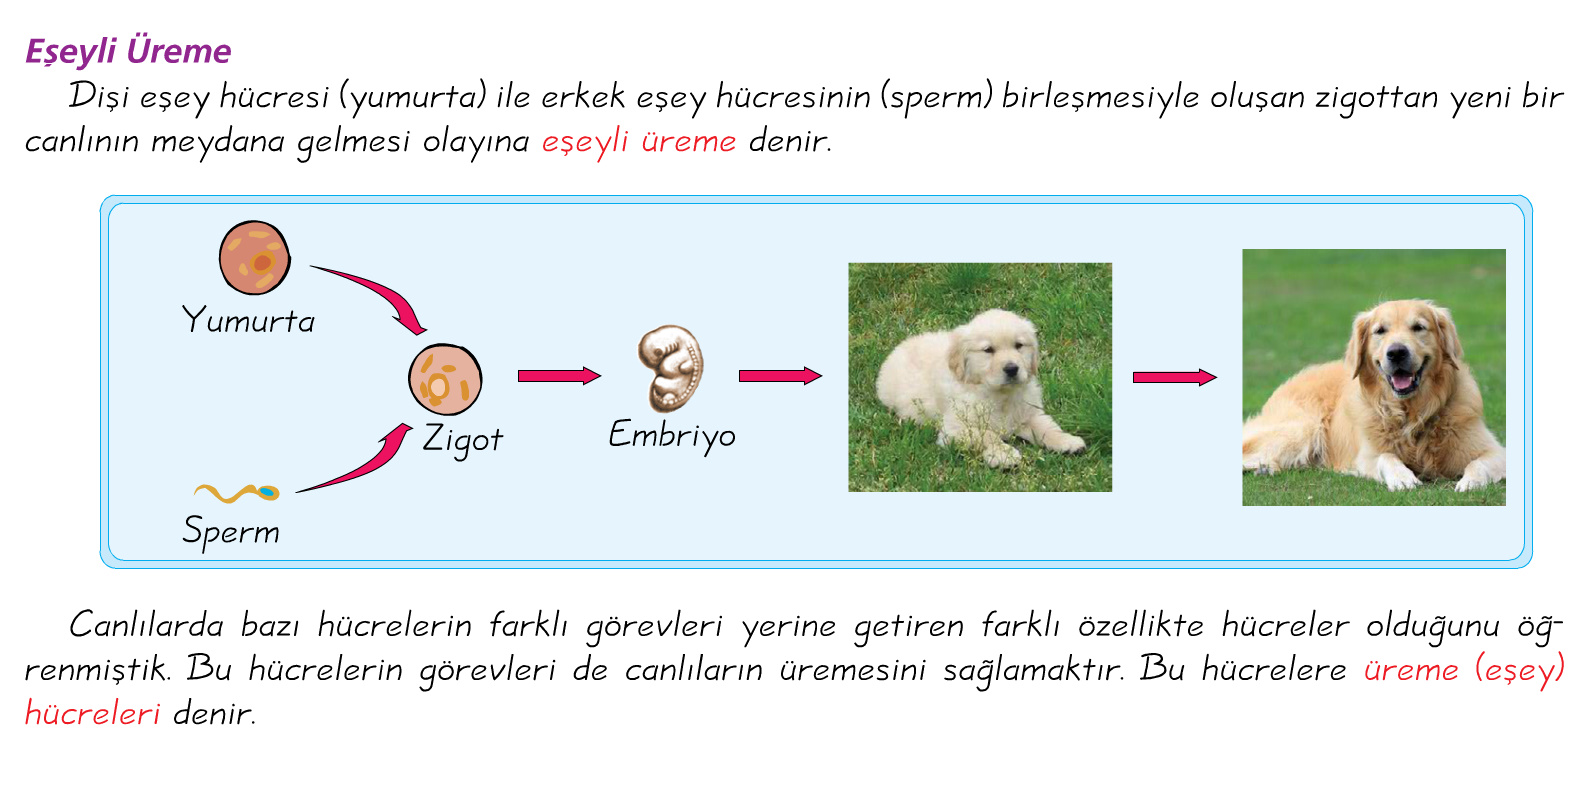 Eşeyli Üreme
Dişi eşey hücresi (yumurta) ile erkek eşey hücresinin (sperm) birleşmesiyle oluşan zigottan yeni bir
canlının meydana gelmesi olayına eşeyli üreme denir.
Yumurta
Zigot
Embriyo
Sperm
Canlılarda bazı hücrelerin farklı görevleri yerine getiren farklı özellikte hücreler olduğunu öğ-
renmiştik. Bu hücrelerin görevleri de canlıların üremesini sağlamaktır. Bu hücrelere üreme (eşey)
hücreleri denir.